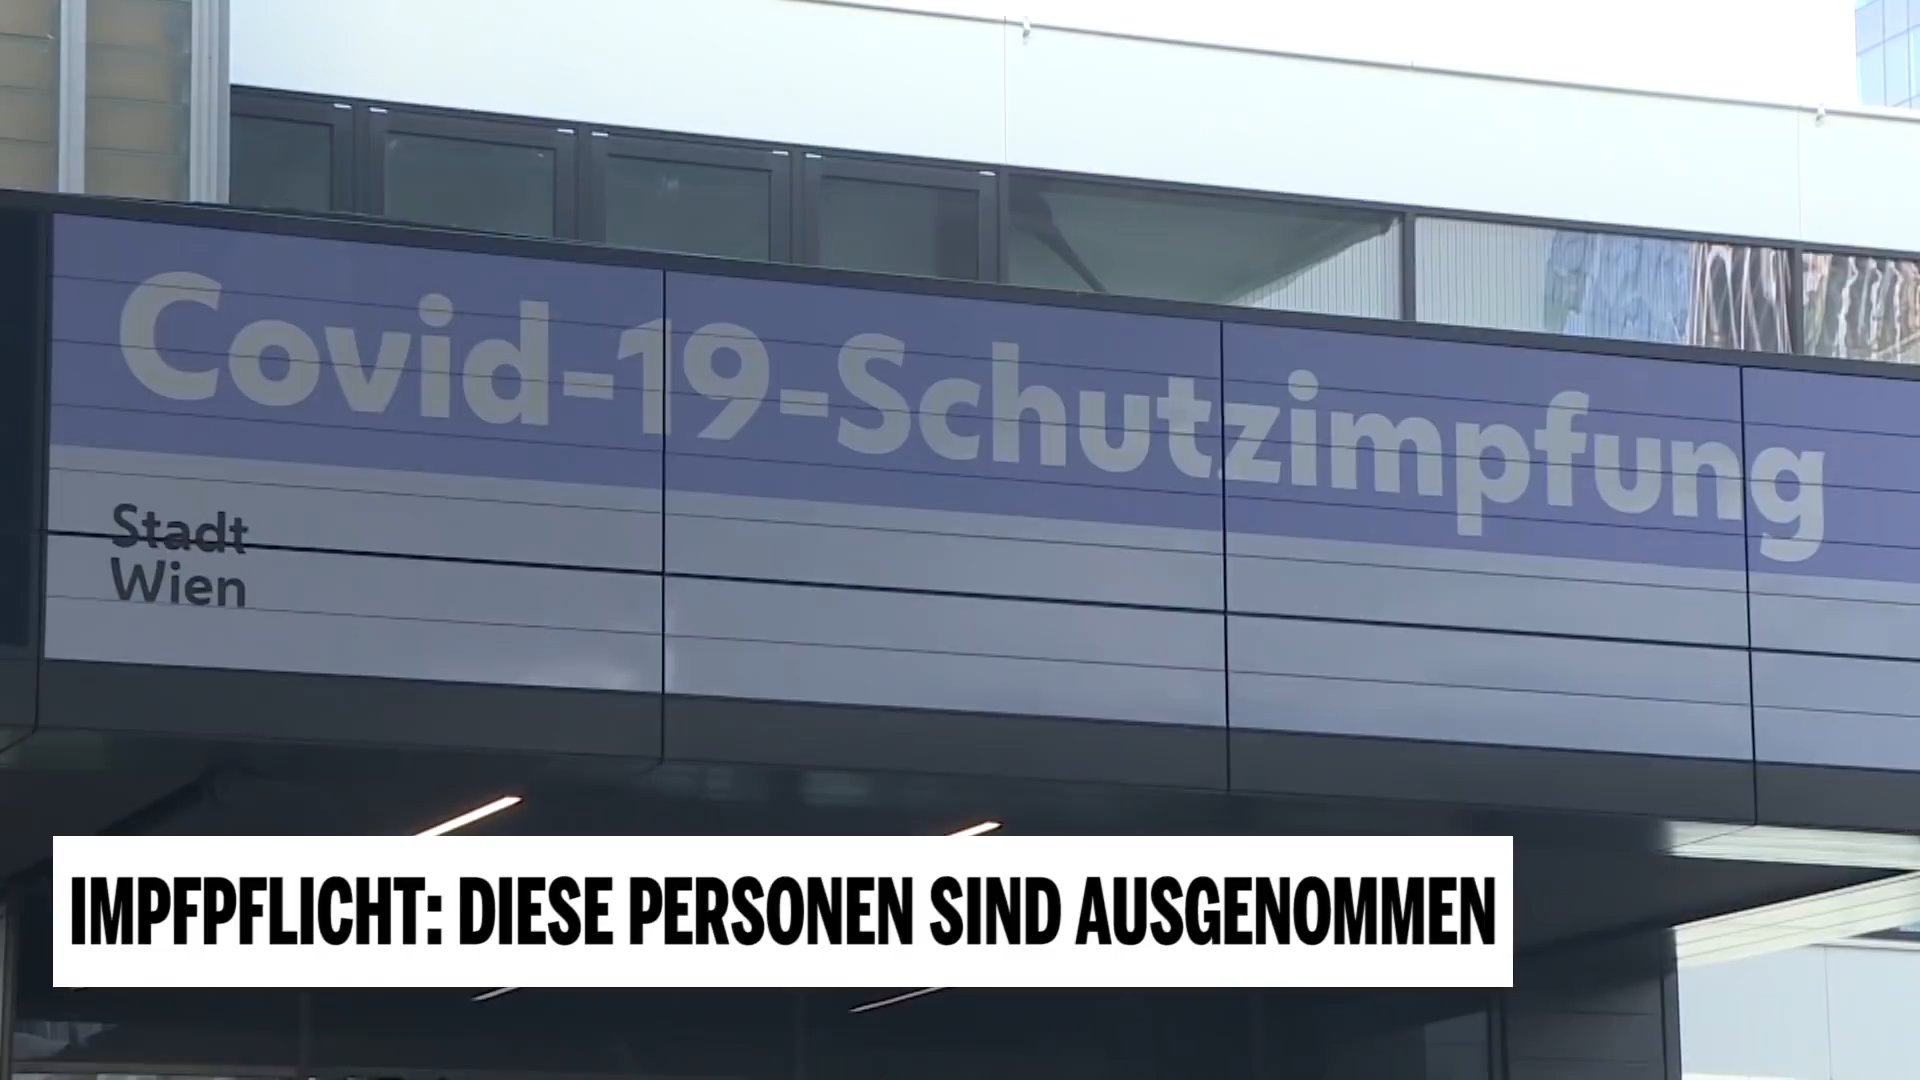 Covid-19-Schutzimpfung
Stadt
Wien
IMPFPFLICHT: DIESE PERSONEN SIND AUSGENOMMEN